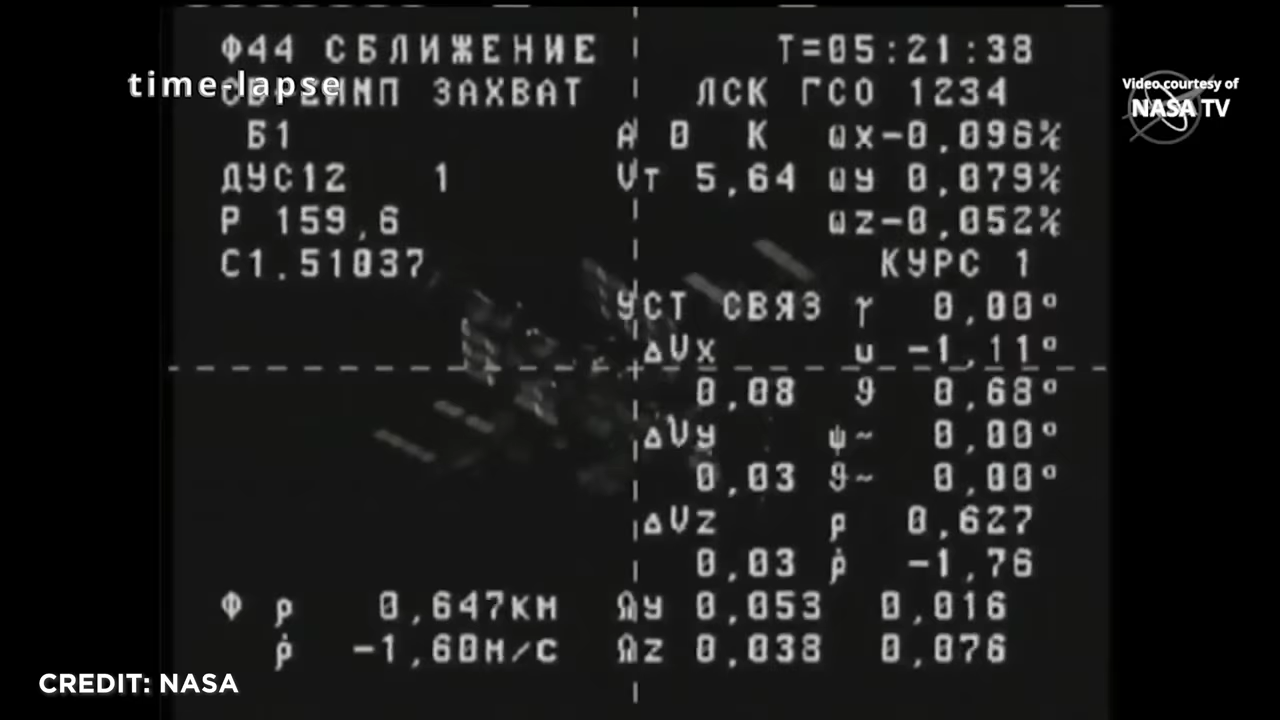 Ф44 СБЛИЖЕНИЕ T=05:21:38
time-lapse
ЗАХВАТ ЛСК ГСО 1234
Video courtesy of
NASA TV
Б1 А 0 К ωx-0,096%
ДУС12 1 Vт 5,64 ωy 0,079%
Р 159,6 ωz-0,052%
С1.51037 КУРС 1
УСТ СВЯЗ γ 0,00°
ΔVx υ -1,11°
0,08 ϑ 0,68°
ΔVy ψ~ 0,00°
0,03 ϑ~ 0,00°
ΔVz ρ 0,627
0,03 ρ̇ -1,76
Ф ρ 0,647км Ωy 0,053 0,016
ρ̇ -1,60м/с Ωz 0,038 0,076
CREDIT: NASA